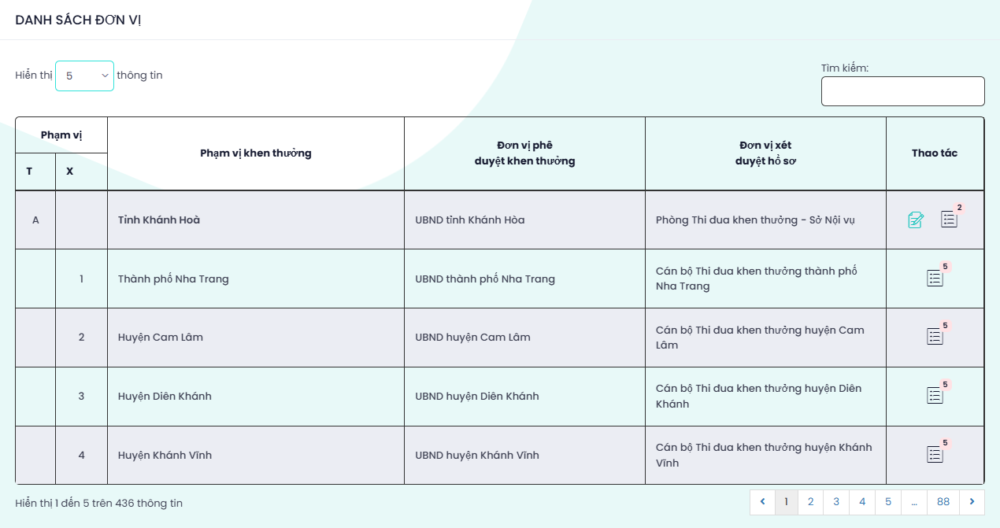 DANH SÁCH ĐƠN VỊ
Hiển thị 5 thông tin
Tìm kiếm:
Phạm vị
Phạm vị khen thưởng
Đơn vị phê
duyệt khen thưởng
Đơn vị xét
duyệt hồ sơ
Thao tác
T X
A Tỉnh Khánh Hoà UBND tỉnh Khánh Hòa Phòng Thi đua khen thưởng - Sở Nội vụ 2
1 Thành phố Nha Trang UBND thành phố Nha Trang Cán bộ Thi đua khen thưởng thành phố
Nha Trang
5
2 Huyện Cam Lâm UBND huyện Cam Lâm Cán bộ Thi đua khen thưởng huyện Cam
Lâm
5
3 Huyện Diên Khánh UBND huyện Diên Khánh Cán bộ Thi đua khen thưởng huyện Diên
Khánh
5
4 Huyện Khánh Vĩnh UBND huyện Khánh Vĩnh Cán bộ Thi đua khen thưởng huyện Khánh
Vĩnh
5
Hiển thị 1 đến 5 trên 436 thông tin
1 2 3 4 5 ... 88